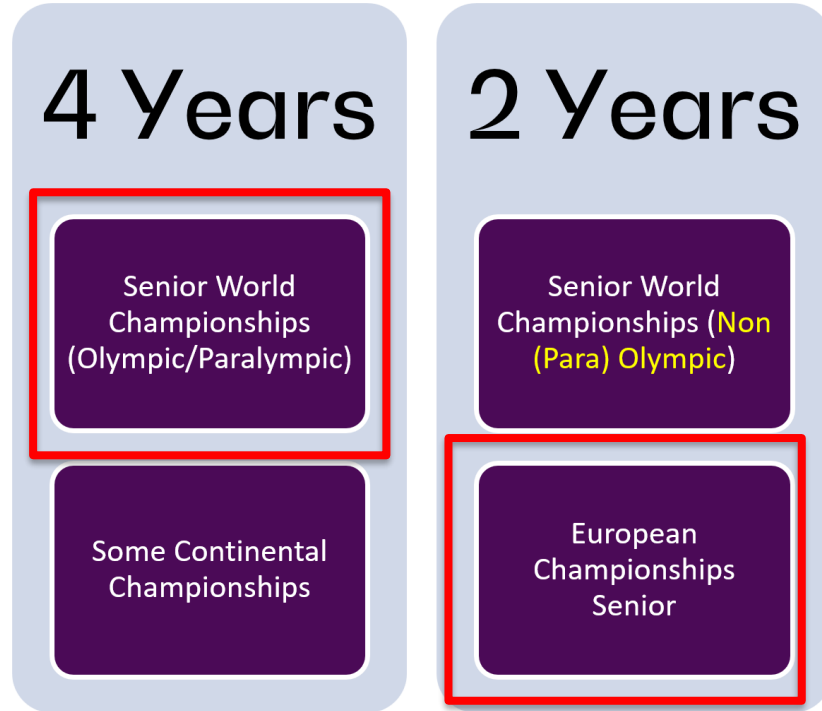 4 Years
Senior World
Championships
(Olympic/Paralympic)
Some Continental
Championships
2 Years
Senior World
Championships (Non
(Para) Olympic)
European
Championships
Senior